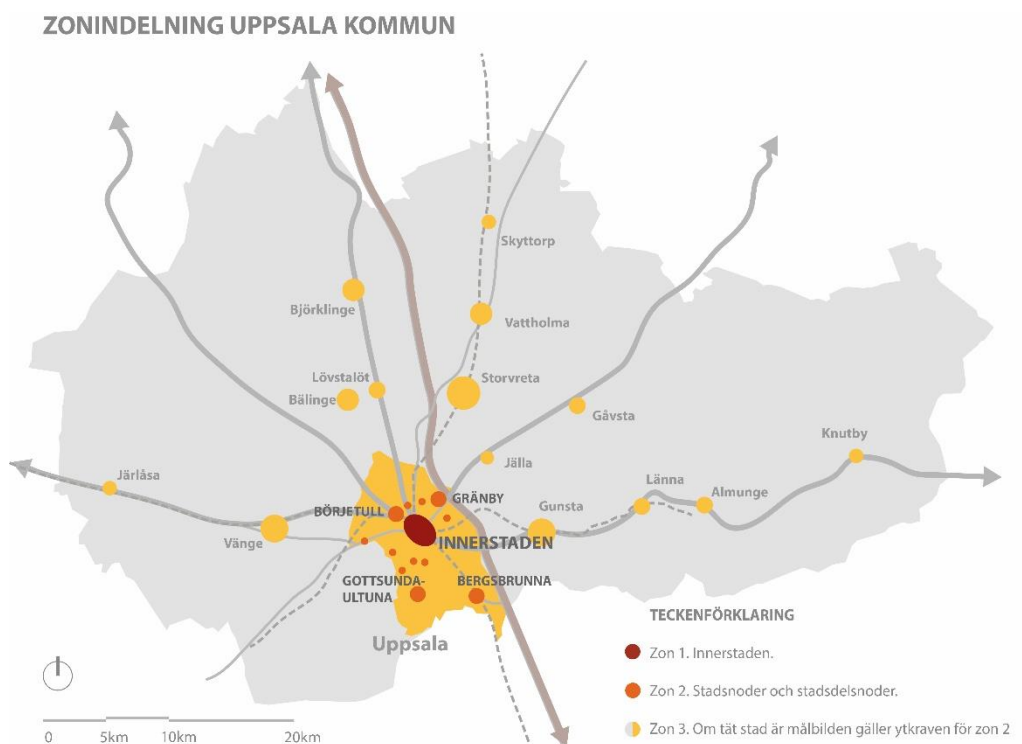 ZONINDELNING UPPSALA KOMMUN
Skyttorp
Björklinge
Vattholma
Lövstalöt
Bälinge
Storvreta
Gåvsta
Knutby
Jälla
Järlåsa
Länna
Almunge
GRÄNBY
BÖRJETULL
Gunsta
Vänge
INNERSTADEN
GOTTSUNDA-
ULTUNA
BERGSBRUNNA
Uppsala
TECKENFÖRKLARING
Zon 1. Innerstaden.
Zon 2. Stadsnoder och stadsdelsnoder.
Zon 3. Om tät stad är målbilden gäller ytkraven för zon 2
0 5km 10km 20km